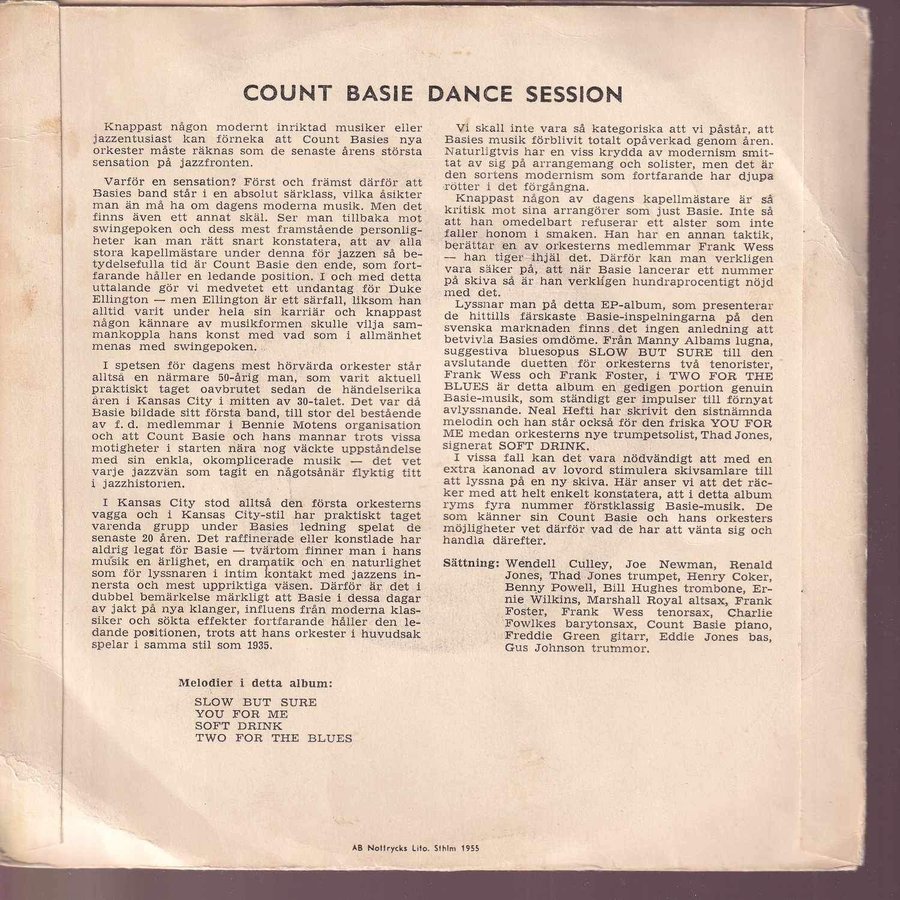 COUNT BASIE DANCE SESSION
Knappast någon modernt inriktad musiker eller
jazzentusiast kan förneka att Count Basies nya
orkester måste räknas som de senaste årens största
sensation på jazzfronten.
Varför en sensation? Först och främst därför att
Basies band står i en absolut särklass, vilka åsikter
man än må ha om dagens moderna musik. Men det
finns även ett annat skäl. Ser man tillbaka mot
swingepoken och dess mest framstående personlig-
heter kan man rätt snart konstatera, att av alla
stora kapellmästare under denna för jazzen så be-
tydelsefulla tid är Count Basie den ende, som fort-
farande håller en ledande position. I och med detta
uttalande gör vi medvetet ett undantag för Duke
Ellington — men Ellington är ett särfall, liksom han
alltid varit under hela sin karriär och knappast
någon kännare av musikformen skulle vilja sam-
mankoppla hans konst med vad som i allmänhet
menas med swingepoken.
I spetsen för dagens mest hörvärda orkester står
alltså en närmare 50-årig man, som varit aktuell
praktiskt taget oavbrutet sedan de händelserika
åren i Kansas City i mitten av 30-talet. Det var då
Basie bildade sitt första band, till stor del bestående
av f. d. medlemmar i Bennie Motens organisation
och att Count Basie och hans mannar trots vissa
motigheter i starten nära nog väckte uppståndelse
med sin enkla, okomplicerade musik — det vet
varje jazzvän som tagit en någotsånär flyktig titt
i jazzhistorien.
I Kansas City stod alltså den första orkesterns
vagga och i Kansas City-stil har praktiskt taget
varenda grupp under Basies ledning spelat de
senaste 20 åren. Det raffinerade eller konstlade har
aldrig legat för Basie — tvärtom finner man i hans
musik en ärlighet, en dramatik och en naturlighet
som för lyssnaren i intim kontakt med jazzens in-
nersta och mest uppriktiga väsen. Därför är det i
dubbel bemärkelse märkligt att Basie i dessa dagar
av jakt på nya klanger, influens från moderna klas-
siker och sökta effekter fortfarande håller den le-
dande positionen, trots att hans orkester i huvudsak
spelar i samma stil som 1935.
Melodier i detta album:
SLOW BUT SURE
YOU FOR ME
SOFT DRINK
TWO FOR THE BLUES
Vi skall inte vara så kategoriska att vi påstår, att
Basies musik förblivit totalt opåverkad genom åren.
Naturligtvis har en viss krydda av modernism smit-
tat av sig på arrangemang och solister, men det är
den sortens modernism som fortfarande har djupa
rötter i det förgångna.
Knappast någon av dagens kapellmästare är så
kritisk mot sina arrangörer som just Basie. Inte så
att han omedelbart refuserar ett alster som inte
faller honom i smaken. Han har en annan taktik,
berättar en av orkesterns medlemmar Frank Wess
— han tiger ihjäl det. Därför kan man verkligen
vara säker på, att när Basie lancerar ett nummer
på skiva så är han verkligen hundraprocentigt nöjd
med det.
Lyssnar man på detta EP-album, som presenterar
de hittills färskaste Basie-inspelningarna på den
svenska marknaden finns det ingen anledning att
betvivla Basies omdöme. Från Manny Albams lugna,
suggestiva bluesopus SLOW BUT SURE till den
avslutande duetten för orkesterns två tenorister,
Frank Wess och Frank Foster, i TWO FOR THE
BLUES är detta album en gedigen portion genuin
Basie-musik, som ständigt ger impulser till förnyat
avlyssnande. Neal Hefti har skrivit den sistnämnda
melodin och han står också för den friska YOU FOR
ME medan orkesterns nye trumpetsolist, Thad Jones,
signerat SOFT DRINK.
I vissa fall kan det vara nödvändigt att med en
extra kanonad av lovord stimulera skivsamlare till
att lyssna på en ny skiva. Här anser vi att det räc-
ker med att helt enkelt konstatera, att i detta album
ryms fyra nummer förstklassig Basie-musik. De
som känner sin Count Basie och hans orkesters
möjligheter vet därför vad de har att vänta sig och
handla därefter.
Sättning: Wendell Culley, Joe Newman, Renald
Jones, Thad Jones trumpet, Henry Coker,
Benny Powell, Bill Hughes trombone, Er-
nie Wilkins, Marshall Royal altsax, Frank
Foster, Frank Wess tenorsax, Charlie
Fowlkes barytonsax, Count Basie piano,
Freddie Green gitarr, Eddie Jones bas,
Gus Johnson trummor.
AB Nottrycks Lito. Sthlm 1955